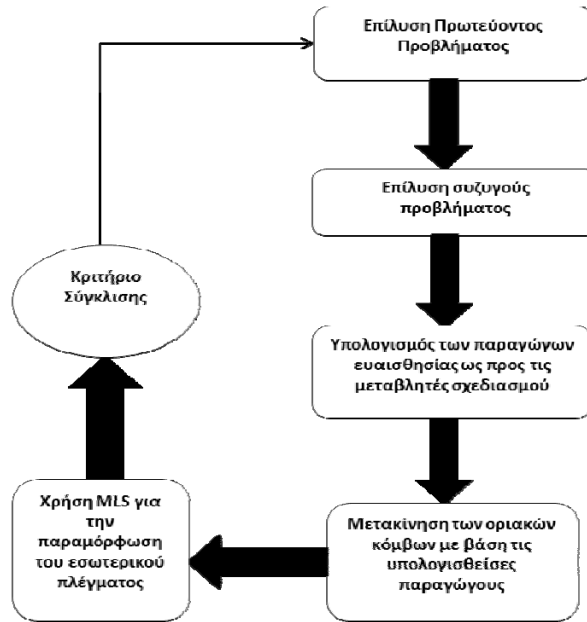 Επίλυση Πρωτεύοντος
Προβλήματος
Επίλυση συζυγούς
προβλήματος
Υπολογισμός των παραγώγων
ευαισθησίας ως προς τις
μεταβλητές σχεδιασμού
Μετακίνηση των οριακών
κόμβων με βάση τις
υπολογισθείσες
παραγώγους
Χρήση MLS για
την
παραμόρφωση
του εσωτερικού
πλέγματος
Κριτήριο
Σύγκλισης